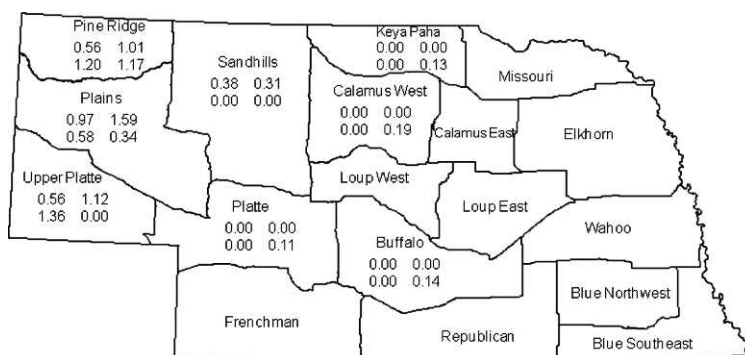 Pine Ridge
0.56 1.01
1.20 1.17
Keya Paha
0.00 0.00
0.00 0.13
Sandhills
0.38 0.31
0.00 0.00
Missouri
Plains
0.97 1.59
0.58 0.34
Calamus West
0.00 0.00
0.00 0.19
Calamus East
Elkhorn
Upper Platte
0.56 1.12
1.36 0.00
Loup West
Loup East
Platte
0.00 0.00
0.00 0.11
Wahoo
Buffalo
0.00 0.00
0.00 0.14
Blue Northwest
Frenchman
Republican
Blue Southeast